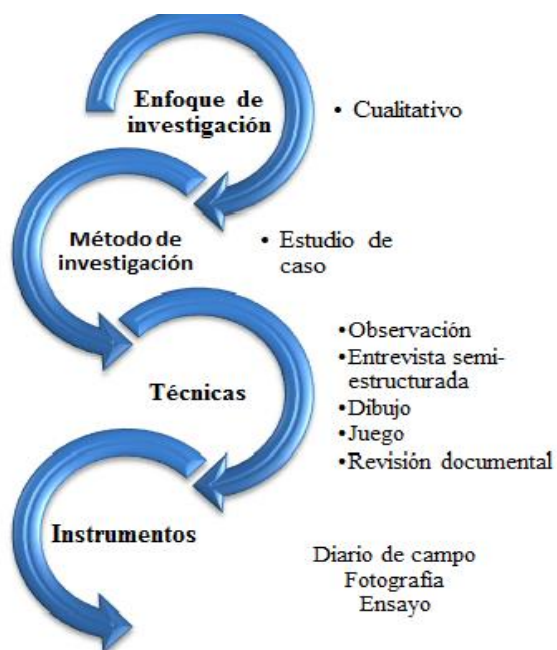 Enfoque de
investigación
• Cualitativo
Método de
investigación
• Estudio de
caso
Técnicas
•Observación
•Entrevista semi-
estructurada
•Dibujo
•Juego
•Revisión documental
Instrumentos
Diario de campo
Fotografía
Ensayo